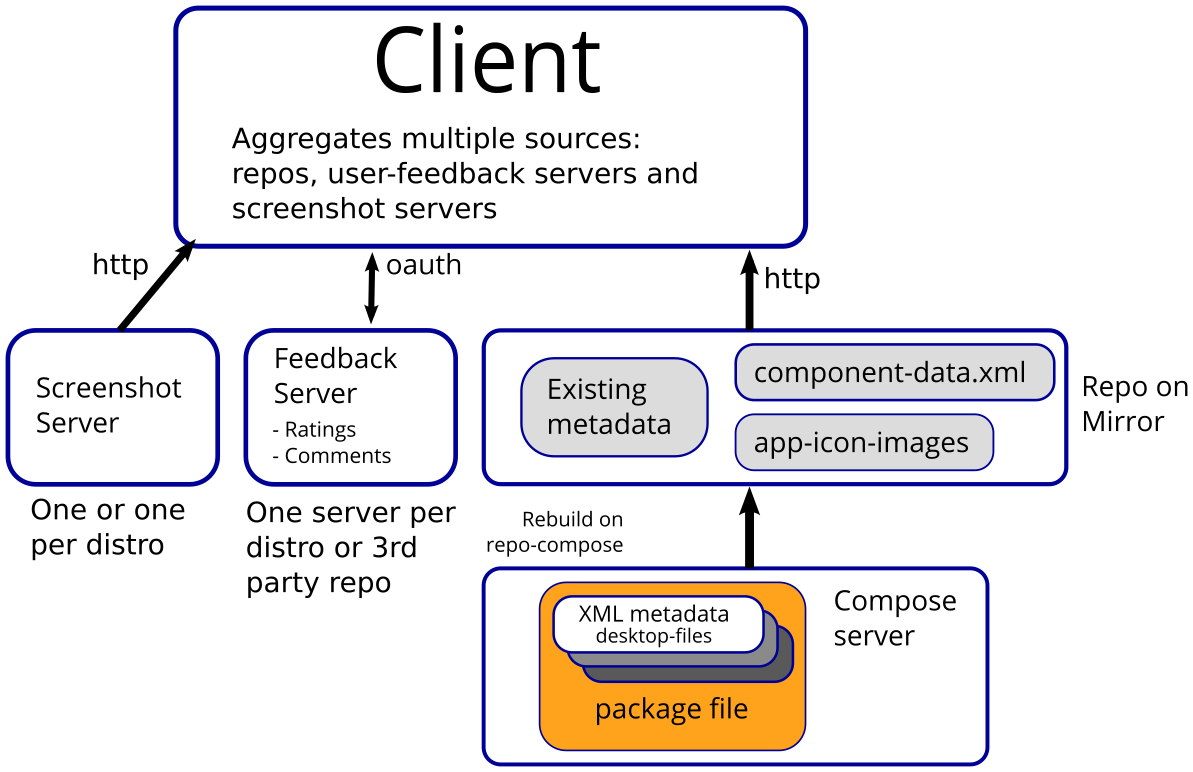 Client
Aggregates multiple sources:
repos, user-feedback servers and
screenshot servers
http
oauth
http
Screenshot
Server
Feedback
Server
- Ratings
- Comments
Existing
metadata
component-data.xml
app-icon-images
Repo on
Mirror
One or one
per distro
One server per
distro or 3rd
party repo
Rebuild on
repo-compose
XML metadata
desktop-files
package file
Compose
server